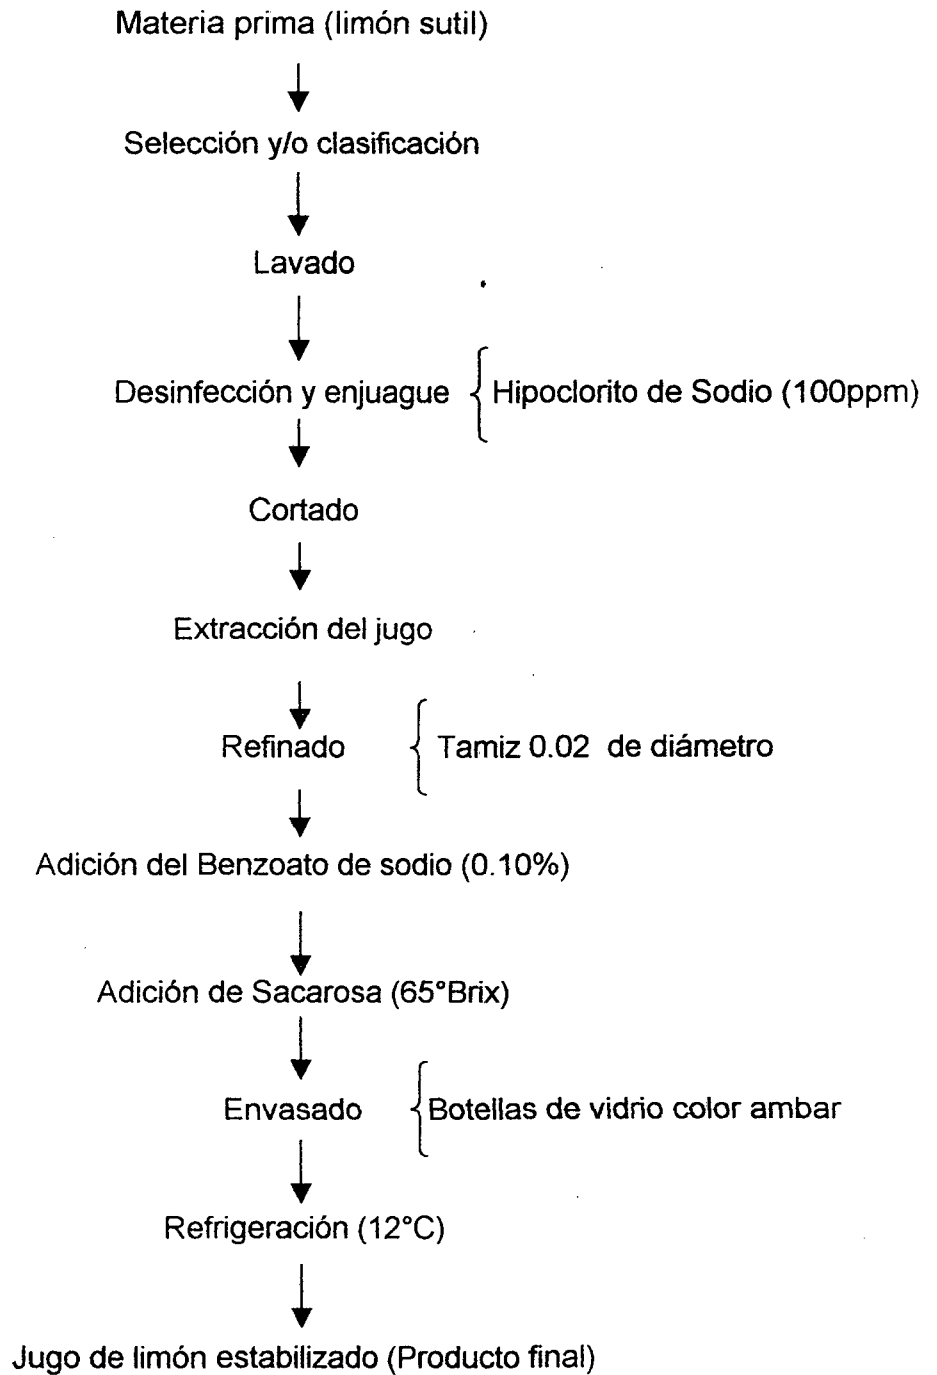 Materia prima (limón sutil)
Selección y/o clasificación
Lavado
Desinfección y enjuague { Hipoclorito de Sodio (100ppm)
Cortado
Extracción del jugo
Refinado { Tamiz 0.02 de diámetro
Adición del Benzoato de sodio (0.10%)
Adición de Sacarosa (65°Brix)
Envasado { Botellas de vidrio color ambar
Refrigeración (12°C)
Jugo de limón estabilizado (Producto final)